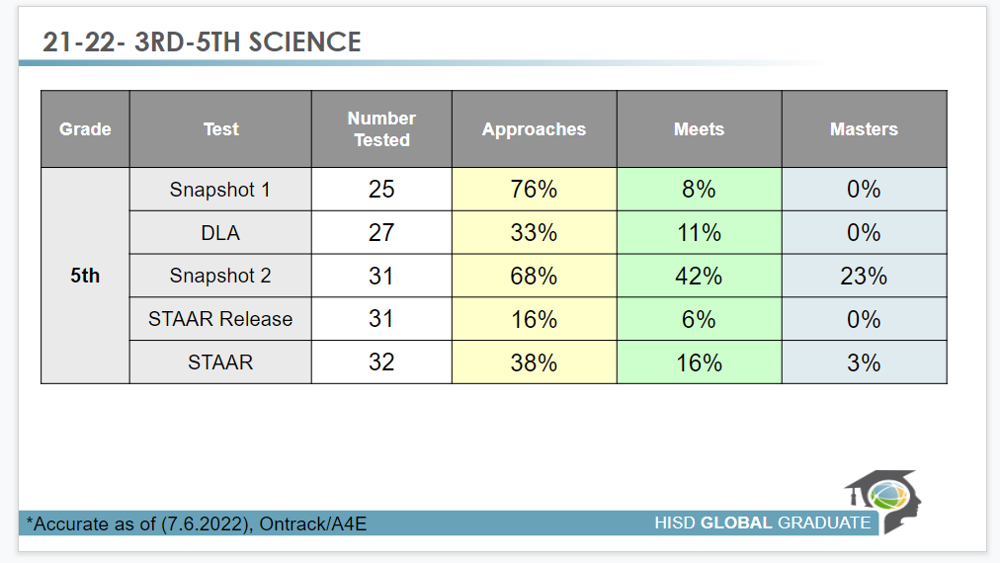 21-22- 3RD-5TH SCIENCE
Grade Test Number Tested Approaches Meets Masters
5th
Snapshot 1 25 76% 8% 0%
DLA 27 33% 11% 0%
Snapshot 2 31 68% 42% 23%
STAAR Release 31 16% 6% 0%
STAAR 32 38% 16% 3%
*Accurate as of (7.6.2022), Ontrack/A4E
HISD GLOBAL GRADUATE